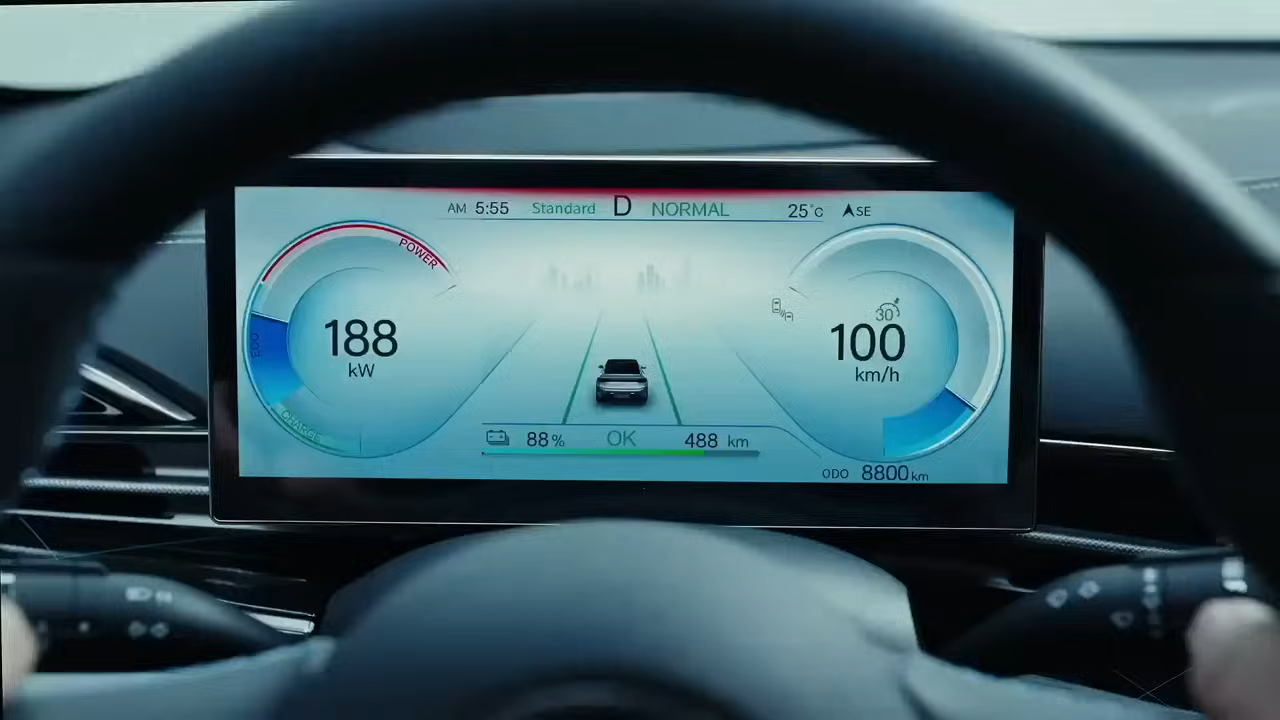 AM 5:55 Standard D NORMAL 25°C SE
POWER
ECO
CHARGE
188
kW
30
100
km/h
88% OK 488 km
ODO 8800km